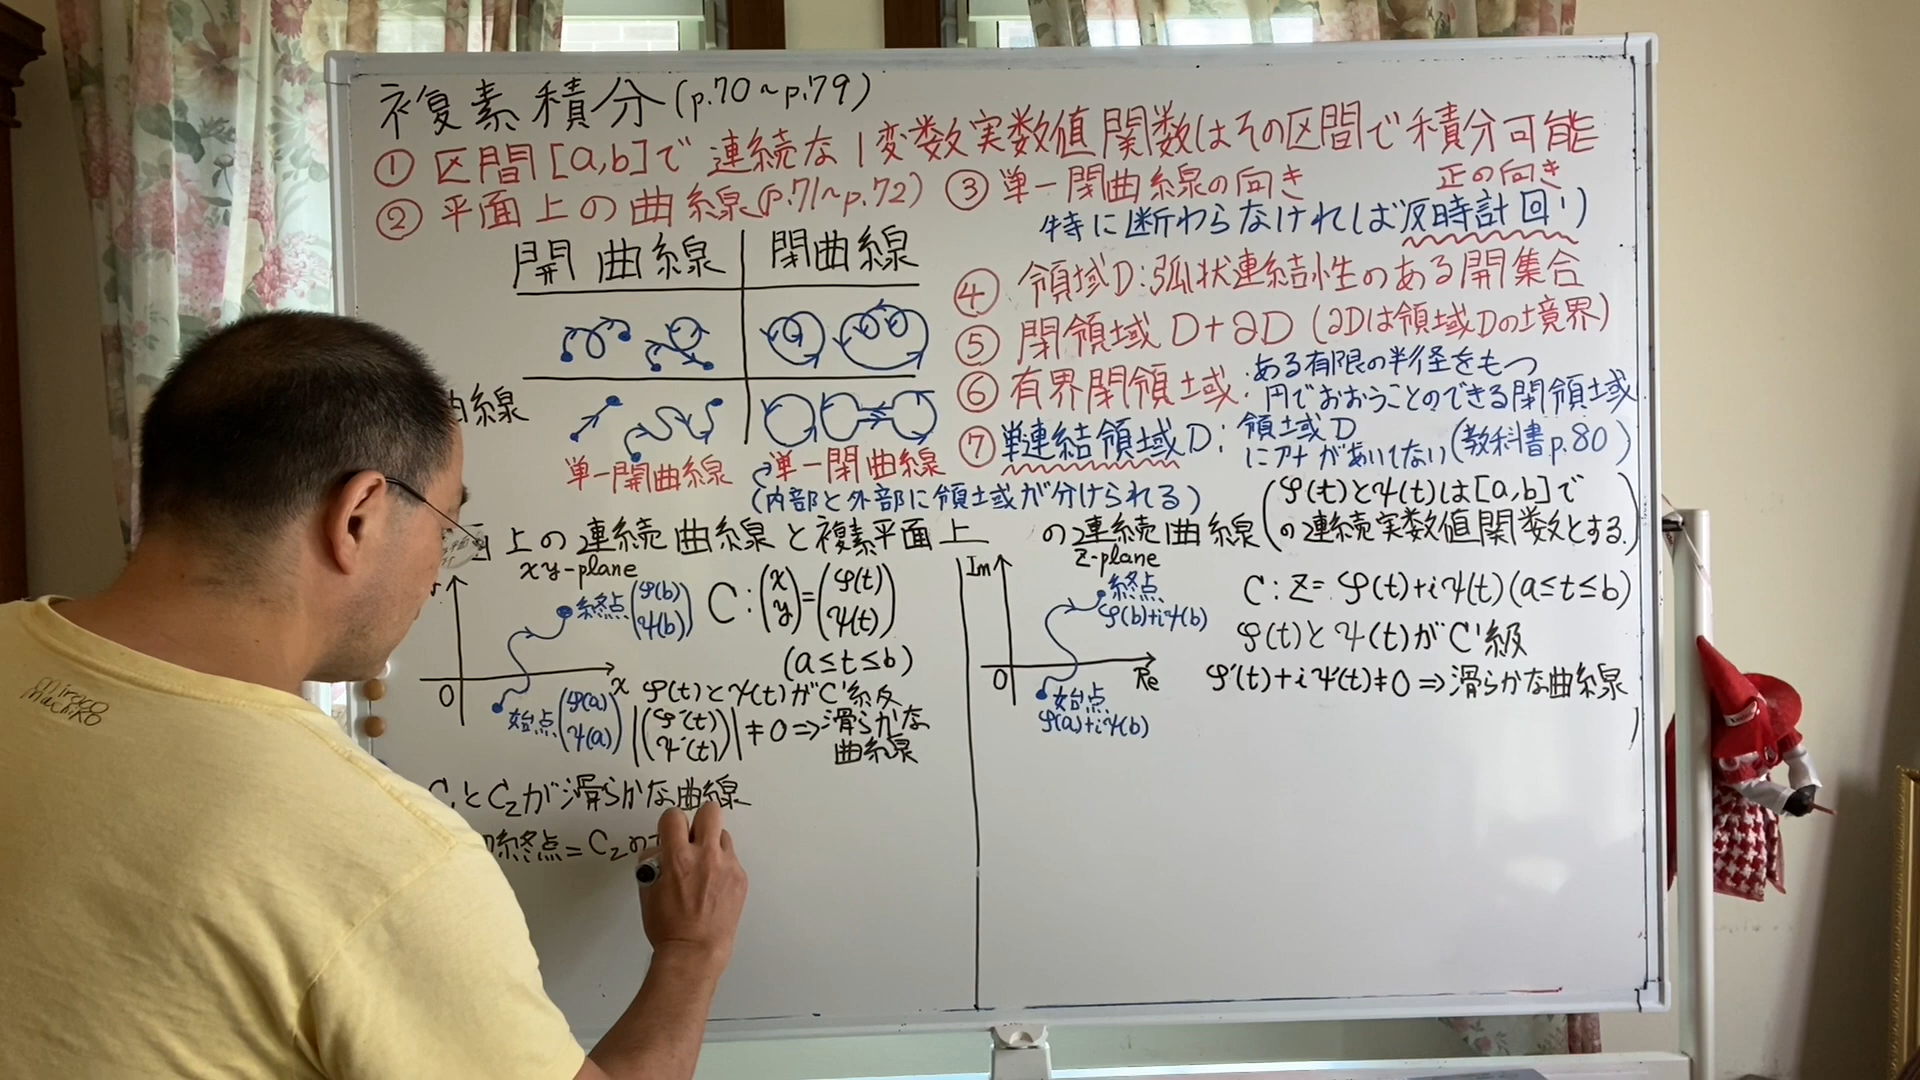 複素積分(p.70～p.79)
① 区間[a,b]で連続な1変数実数値関数はその区間で積分可能
② 平面上の曲線(p.71～p.72)
開曲線 閉曲線
曲線
単一開曲線 単一閉曲線
(内部と外部に領域が分けられる)
③ 単一閉曲線の向き 正の向き
特に断わらなければ反時計回り
④ 領域D:弧状連結性のある開集合
⑤ 閉領域 D+∂D (∂Dは領域Dの境界)
⑥ 有界閉領域:ある有限の半径をもつ
円でおおうことのできる閉領域
⑦ 単連結領域D:領域D
にアナがあいてない(教科書p.80)
上の連続曲線と複素平面上の連続曲線
(φ(t)とψ(t)は[a,b]で
の連続実数値関数とする)
xy-plane
終点(φ(b) ψ(b))
C:(x y)=(φ(t) ψ(t))
(a≤t≤b)
O x
始点(φ(a) ψ(a))
φ(t)とψ(t)がC¹級
|(φ'(t) ψ'(t))|≠0⇒滑らかな
曲線
C₁とC₂が滑らかな曲線
終点=C₂の
z-plane
Im
終点
φ(b)+iψ(b)
O Re
始点
φ(a)+iψ(b)
C:z=φ(t)+iψ(t)(a≤t≤b)
φ(t)とψ(t)がC¹級
φ'(t)+iψ'(t)≠0⇒滑らかな曲線